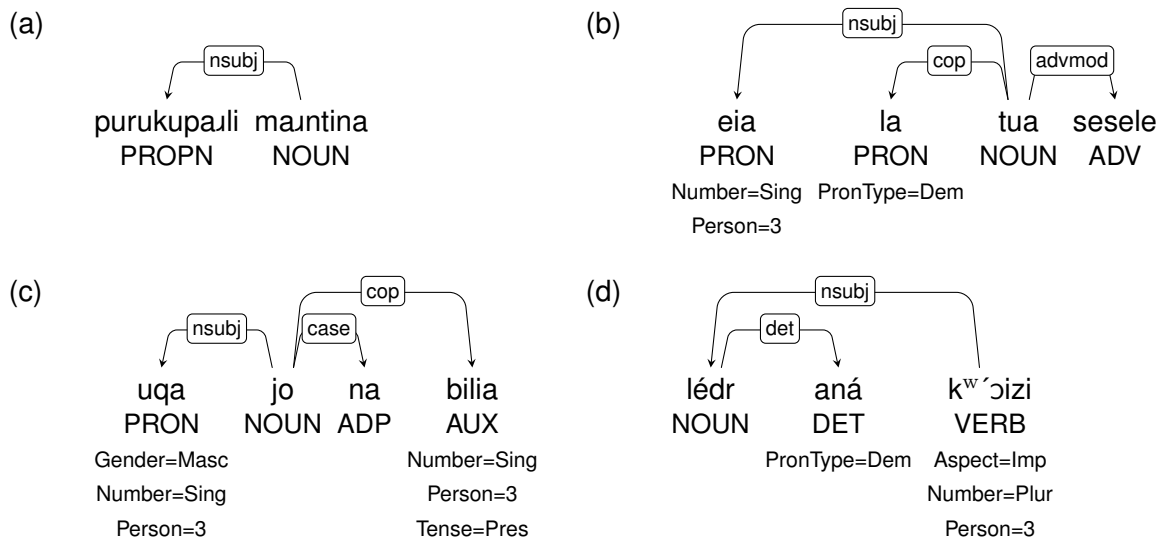 (a)
nsubj
purukupaɹli maɹntina
PROPN NOUN
(b)
nsubj
cop advmod
eia la tua sesele
PRON PRON NOUN ADV
Number=Sing PronType=Dem
Person=3
(c)
cop
nsubj case
uqa jo na bilia
PRON NOUN ADP AUX
Gender=Masc Number=Sing
Number=Sing Person=3
Person=3 Tense=Pres
(d)
nsubj
det
lédr aná kʷ´ɔizi
NOUN DET VERB
PronType=Dem Aspect=Imp
Number=Plur
Person=3